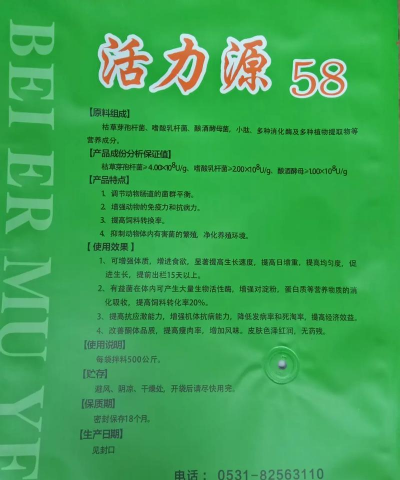 BEI ER MU YE
活力源 58
【原料组成】
枯草芽孢杆菌、嗜酸乳杆菌、酿酒酵母菌、小肽、多种消化酶及多种植物提取物等
营养成分。
【产品成份分析保证值】
枯草芽孢杆菌≥4.00×10⁸U/g、嗜酸乳杆菌≥2.00×10⁸U/g、酿酒酵母≥1.00×10⁸U/g
【产品特点】
1、调节动物肠道的菌群平衡。
2、增强动物的免疫力和抗病力。
3、提高饲料转换率。
4、抑制动物体内有害菌的繁殖，净化养殖环境。
【使用效果】
1、可增强体质，增进食欲，显著提高生长速度，提高日增重，提高均匀度，促
进生长，提前出栏15天以上。
2、有益菌在体内可产生大量生物活性酶，增强对淀粉、蛋白质等营养物质的消
化吸收，提高饲料转化率20%。
3、提高抗应激能力，增强机体抗病能力，降低发病率和死淘率，提高经济效益。
4、改善胴体品质，提高瘦肉率，增加风味，皮肤色泽红润，无药残。
【使用说明】
每袋拌料500公斤。
【贮存】
避风、阴凉、干燥处，开袋后请尽快用完。
【保质期】
密封保存18个月。
【生产日期】
见封口
电话：0531-82563110